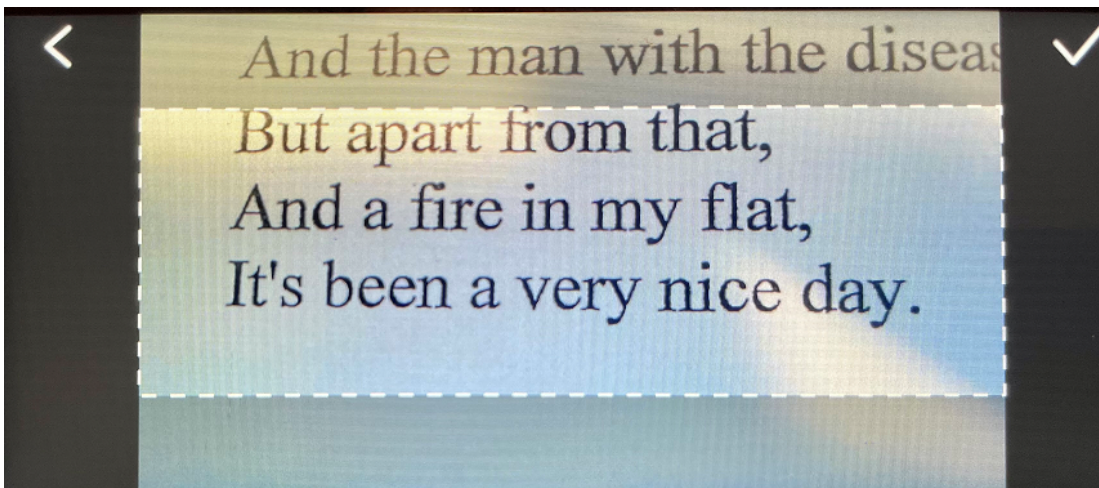 And the man with the
But apart from that,
And a fire in my flat,
It's been a very nice day.